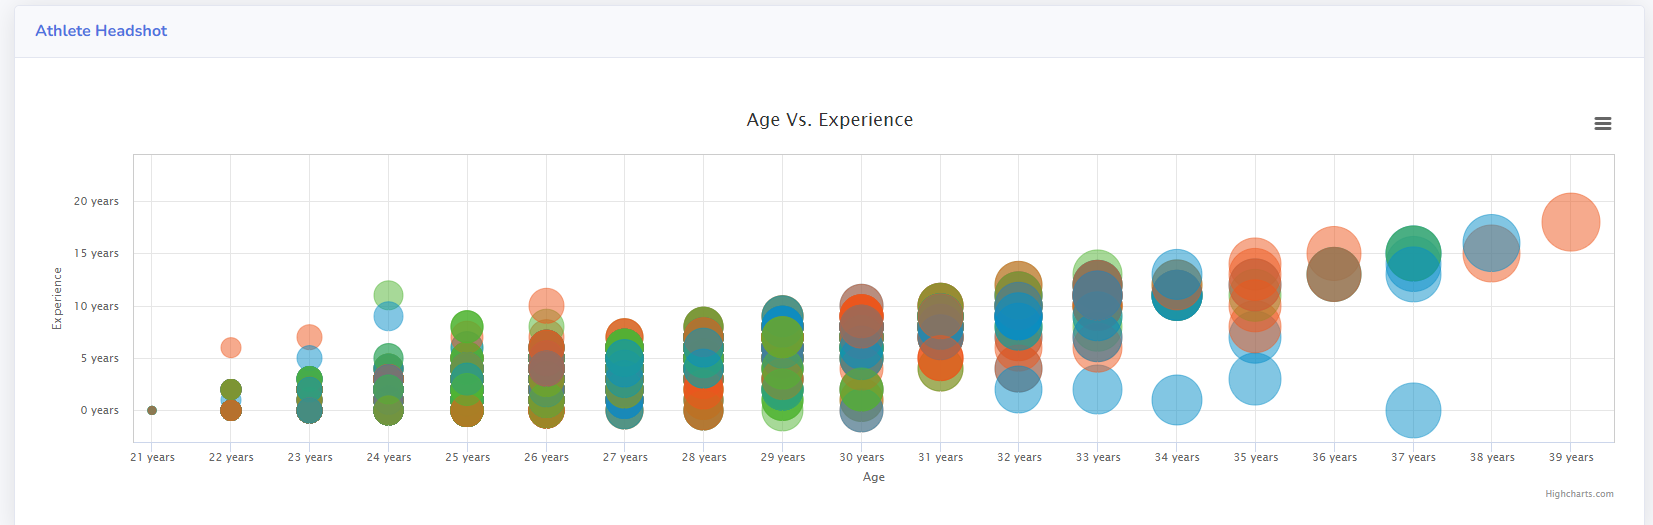 Athlete Headshot
Age Vs. Experience
Experience
20 years
15 years
10 years
5 years
0 years
21 years 22 years 23 years 24 years 25 years 26 years 27 years 28 years 29 years 30 years 31 years 32 years 33 years 34 years 35 years 36 years 37 years 38 years 39 years
Age
Highcharts.com